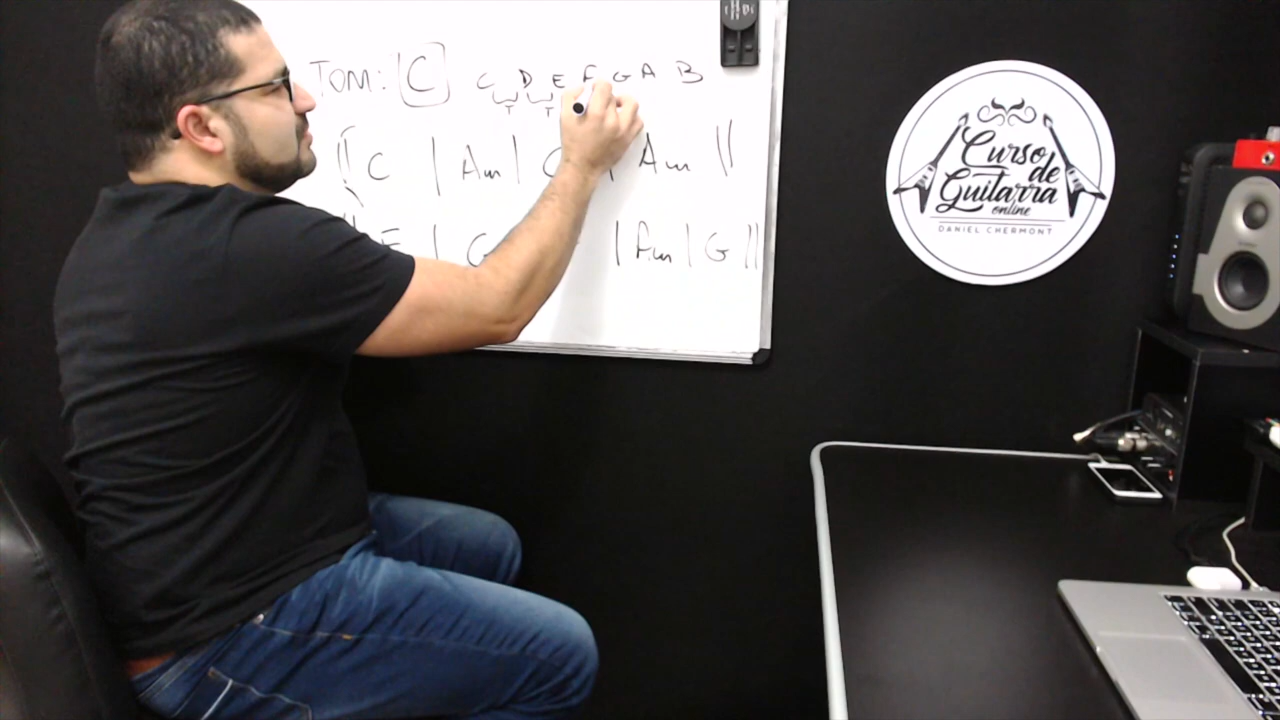 TOM: C C D E F G A B
T T
|| C | Am | C | Am ||
| G | Am | G ||
Curso
de
Guitarra
online
DANIEL CHERMONT